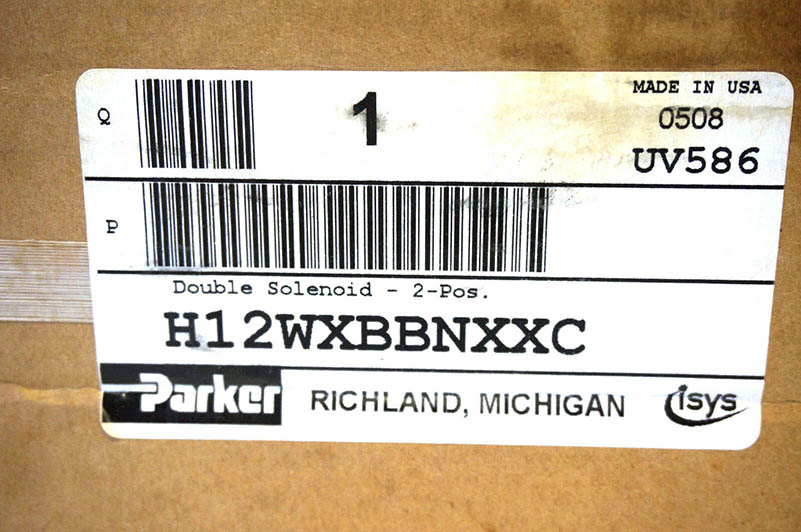 Q
1
MADE IN USA
0508
UV586
P
Double Solenoid - 2-Pos.
H12WXBBNXXC
Parker
RICHLAND, MICHIGAN
isys